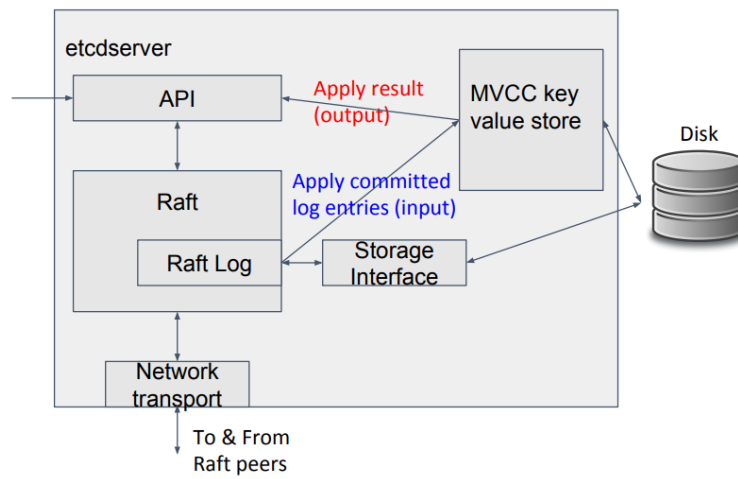 etcdserver
API
Apply result
(output)
MVCC key
value store
Disk
Raft
Apply committed
log entries (input)
Raft Log
Storage
Interface
Network
transport
To & From
Raft peers